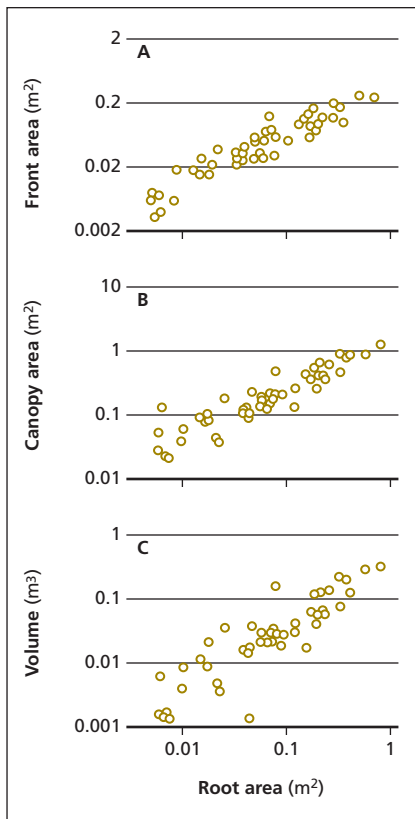 A
Front area (m²)
2
0.2
0.02
0.002
B
Canopy area (m²)
10
1
0.1
0.01
C
Volume (m³)
1
0.1
0.01
0.001
0.01 0.1 1
Root area (m²)